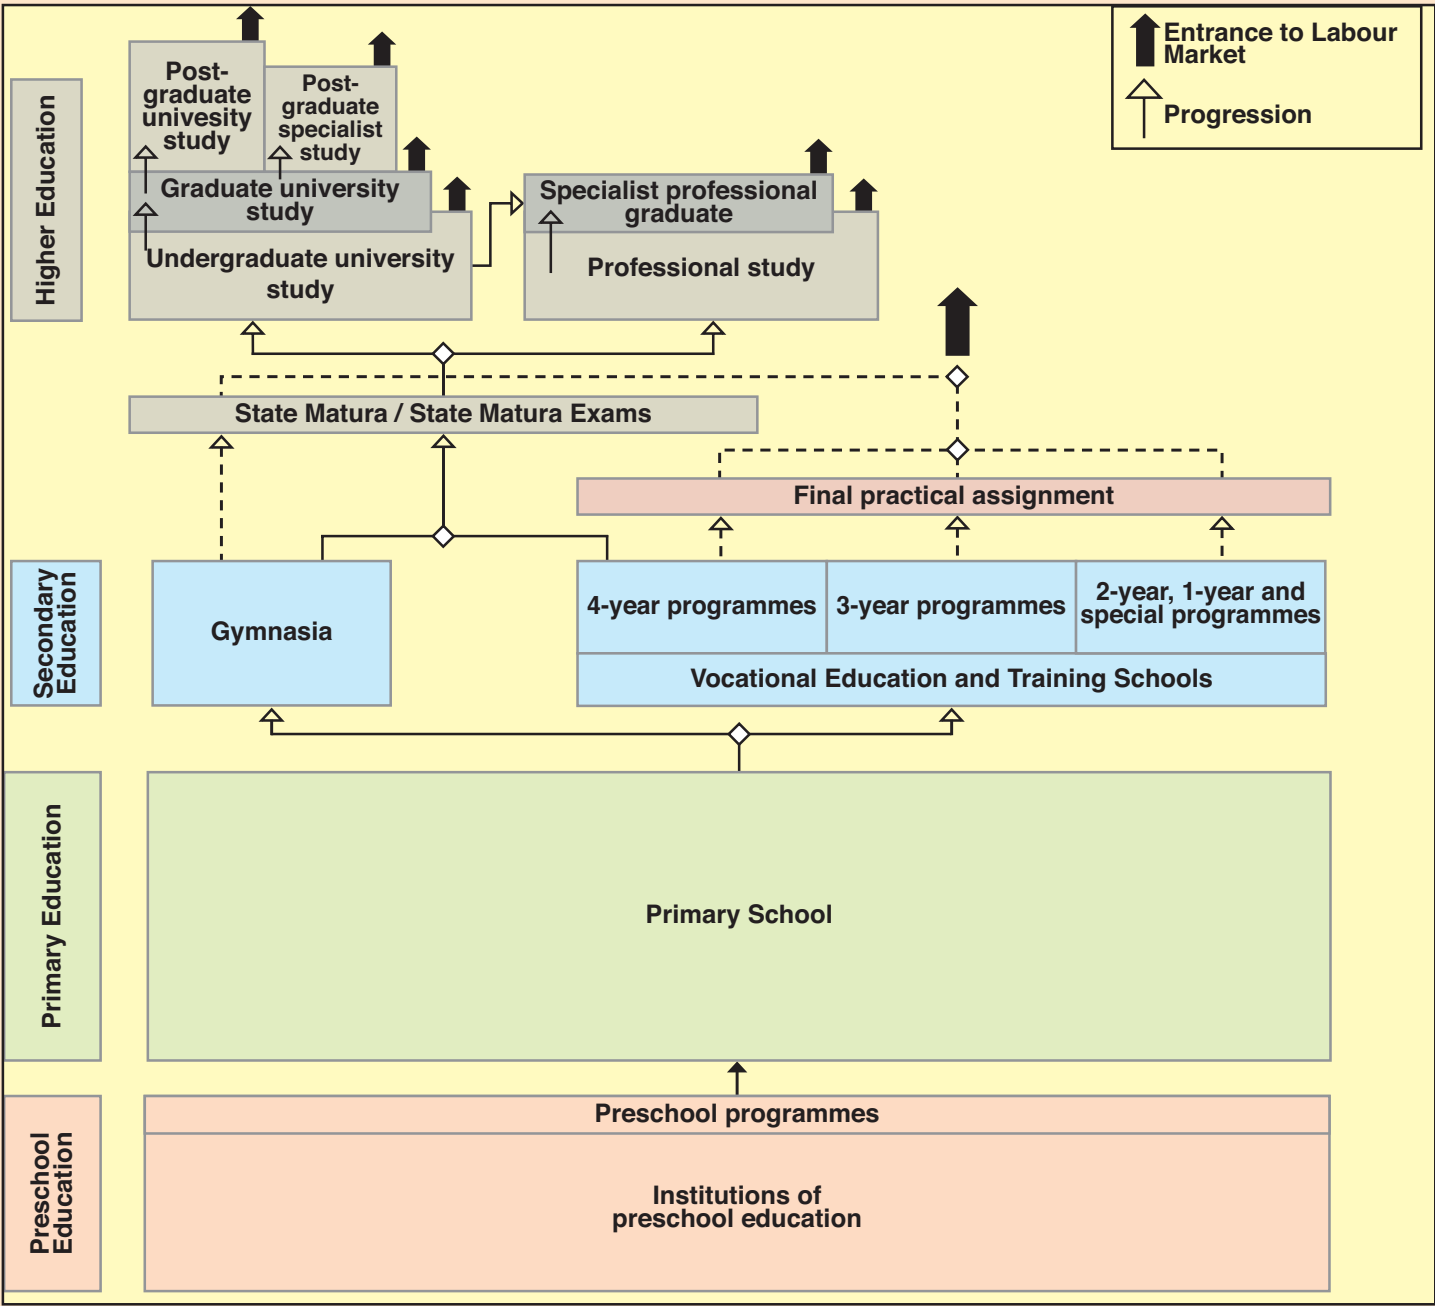 Entrance to Labour
Market
Progression
Higher Education
Post-
graduate
univesity
study
Post-
graduate
specialist
study
Graduate university
study
Undergraduate university
study
Specialist professional
graduate
Professional study
State Matura / State Matura Exams
Final practical assignment
Secondary
Education
Gymnasia
4-year programmes
3-year programmes
2-year, 1-year and
special programmes
Vocational Education and Training Schools
Primary Education
Primary School
Preschool
Education
Preschool programmes
Institutions of
preschool education